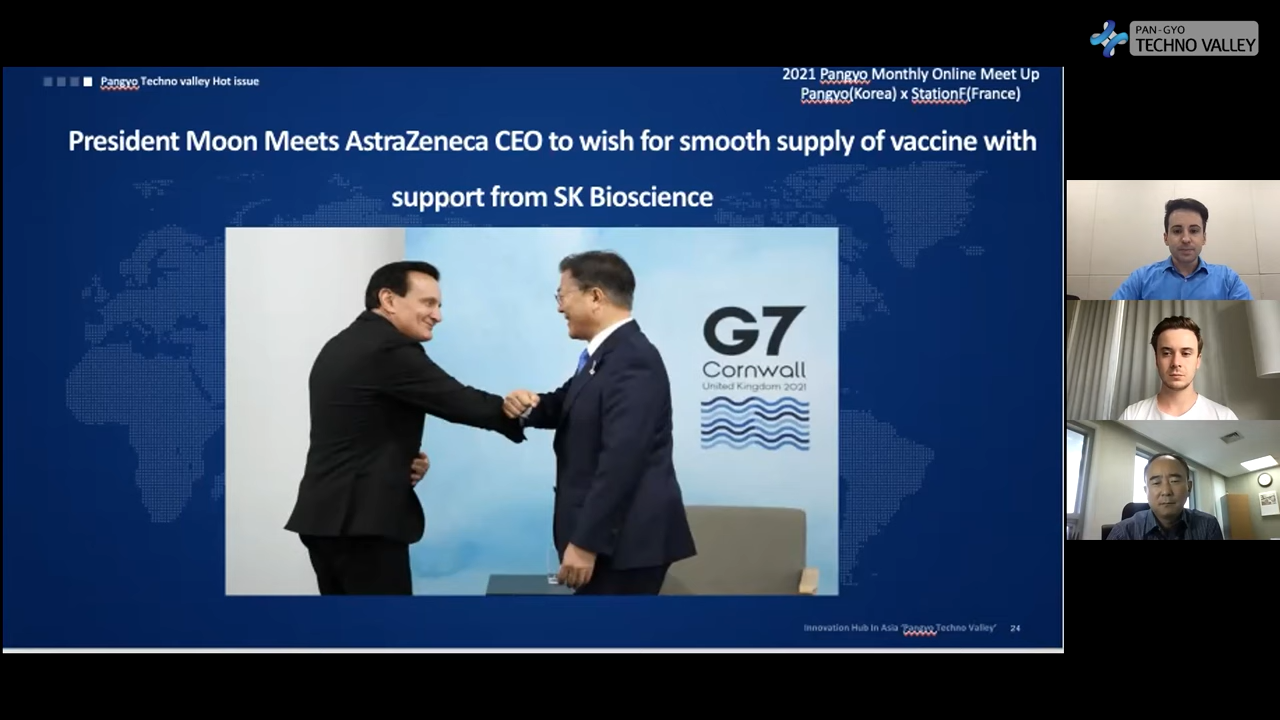 PAN-GYO
TECHNO VALLEY
Pangyo Techno valley Hot issue
2021 Pangyo Monthly Online Meet Up
Pangyo(Korea) x StationF(France)
President Moon Meets AstraZeneca CEO to wish for smooth supply of vaccine with
support from SK Bioscience
G7
Cornwall
United Kingdom 2021
Innovation Hub In Asia 'Pangyo Techno Valley'
24